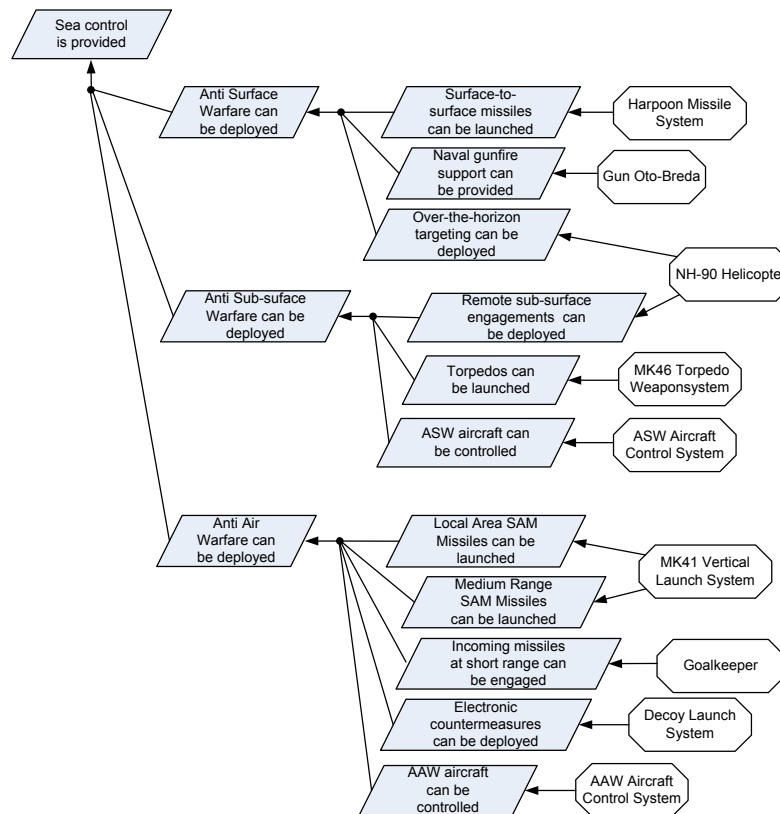 Sea control
is provided
Anti Surface
Warfare can
be deployed
Surface-to-
surface missiles
can be launched
Harpoon Missile
System
Naval gunfire
support can
be provided
Gun Oto-Breda
Over-the-horizon
targeting can be
deployed
NH-90 Helicopte
Anti Sub-suface
Warfare can be
deployed
Remote sub-surface
engagements can
be deployed
Torpedos can
be launched
MK46 Torpedo
Weaponsystem
ASW aircraft can
be controlled
ASW Aircraft
Control System
Anti Air
Warfare can
be deployed
Local Area SAM
Missiles can be
launched
MK41 Vertical
Launch System
Medium Range
SAM Missiles
can be launched
Incoming missiles
at short range can
be engaged
Goalkeeper
Electronic
countermeasures
can be deployed
Decoy Launch
System
AAW aircraft
can be
controlled
AAW Aircraft
Control System